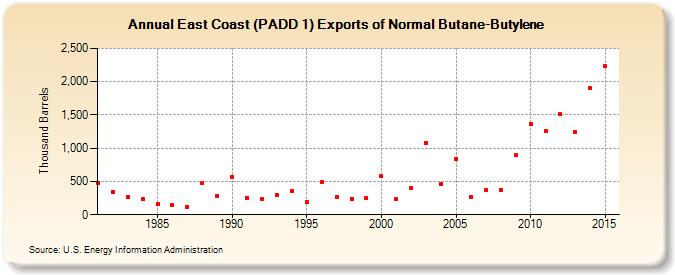 Annual East Coast (PADD 1) Exports of Normal Butane-Butylene
Thousand Barrels
2,500
2,000
1,500
1,000
500
0
1985 1990 1995 2000 2005 2010 2015
Source: U.S. Energy Information Administration